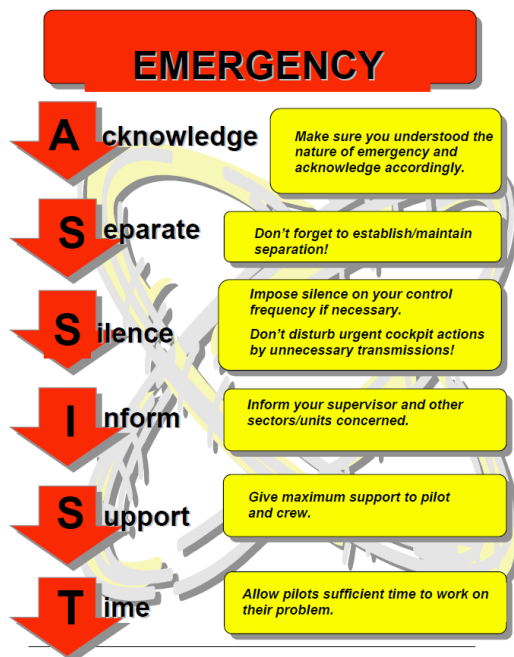 EMERGENCY
Acknowledge
Make sure you understood the
nature of emergency and
acknowledge accordingly.
Separate
Don't forget to establish/maintain
separation!
Silence
Impose silence on your control
frequency if necessary.
Don't disturb urgent cockpit actions
by unnecessary transmissions!
Inform
Inform your supervisor and other
sectors/units concerned.
Support
Give maximum support to pilot
and crew.
Time
Allow pilots sufficient time to work on
their problem.